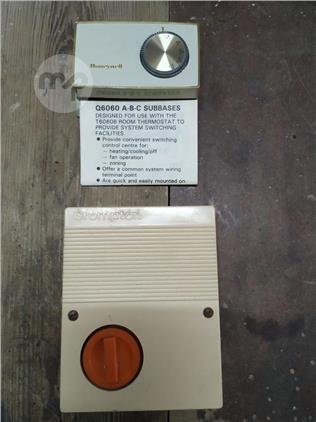 Honeywell
Q6060 A-B-C SUBBASES
DESIGNED FOR USE WITH THE
T6060B ROOM THERMOSTAT TO
PROVIDE SYSTEM SWITCHING
FACILITIES.
● Provide convenient switching
control centre for:
— heating/cooling/off
— fan operation
— zoning
● Offer a common system wiring
terminal point
● Are quick and easily mounted on